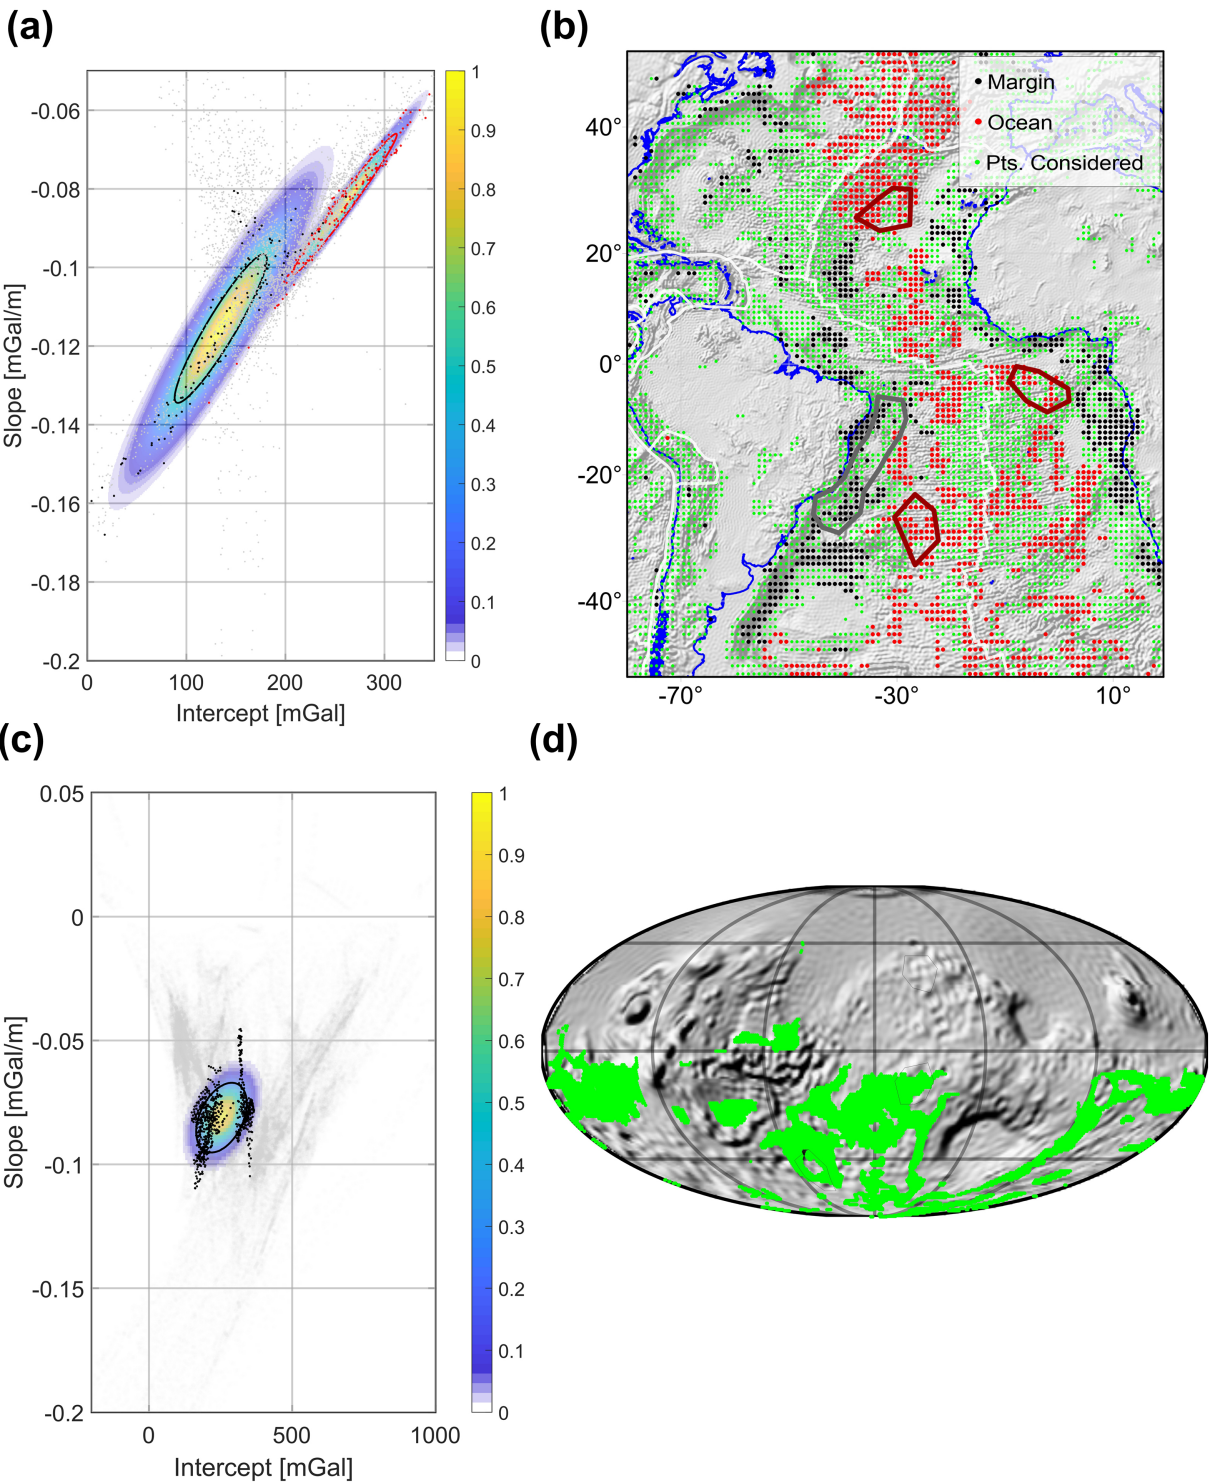 (a)
-0.06
-0.08
-0.1
-0.12
-0.14
-0.16
-0.18
-0.2
Slope [mGal/m]
0 100 200 300
Intercept [mGal]
1
0.9
0.8
0.7
0.6
0.5
0.4
0.3
0.2
0.1
0
(b)
Margin
Ocean
Pts. Considered
40°
20°
0°
-20°
-40°
-70° -30° 10°
(c)
0.05
0
-0.05
-0.1
-0.15
-0.2
Slope [mGal/m]
0 500 1000
Intercept [mGal]
1
0.9
0.8
0.7
0.6
0.5
0.4
0.3
0.2
0.1
0
(d)